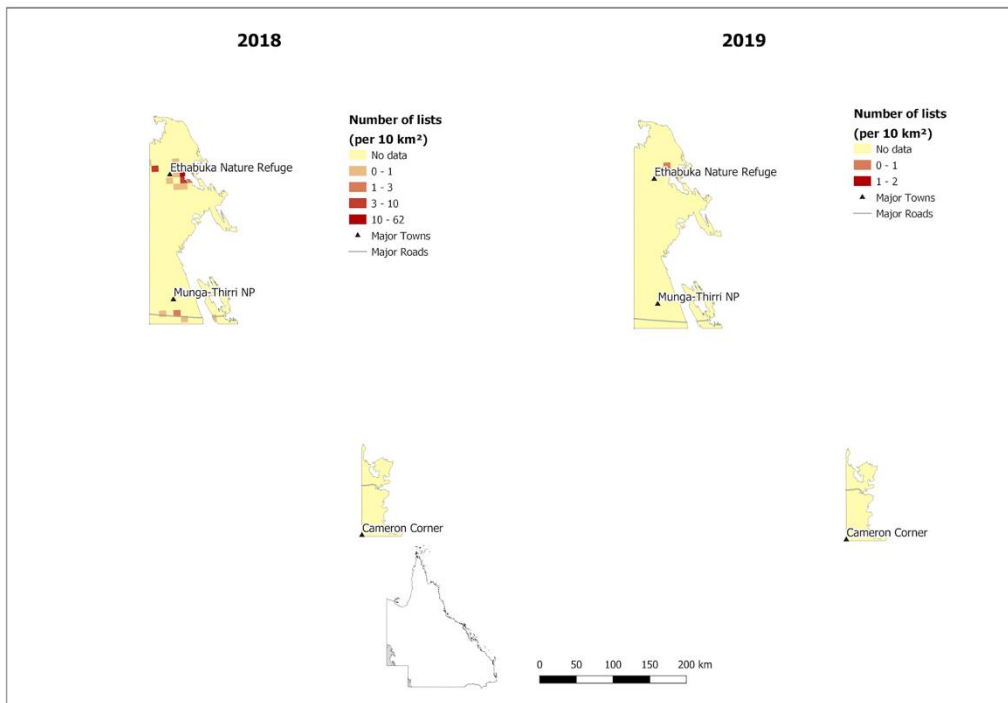 2018
2019
Number of lists
(per 10 km²)
No data
0 - 1
1 - 3
3 - 10
10 - 62
Major Towns
Major Roads
Ethabuka Nature Refuge
Munga-Thirri NP
Number of lists
(per 10 km²)
No data
0 - 1
1 - 2
Major Towns
Major Roads
Ethabuka Nature Refuge
Munga-Thirri NP
Cameron Corner
Cameron Corner
0 50 100 150 200 km